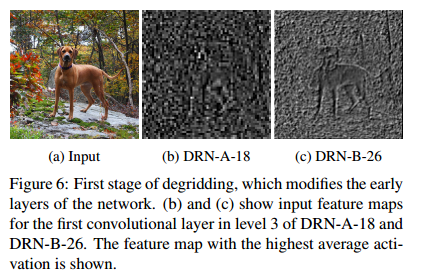 (a) Input (b) DRN-A-18 (c) DRN-B-26
Figure 6: First stage of degridding, which modifies the early
layers of the network. (b) and (c) show input feature maps
for the first convolutional layer in level 3 of DRN-A-18 and
DRN-B-26. The feature map with the highest average acti-
vation is shown.